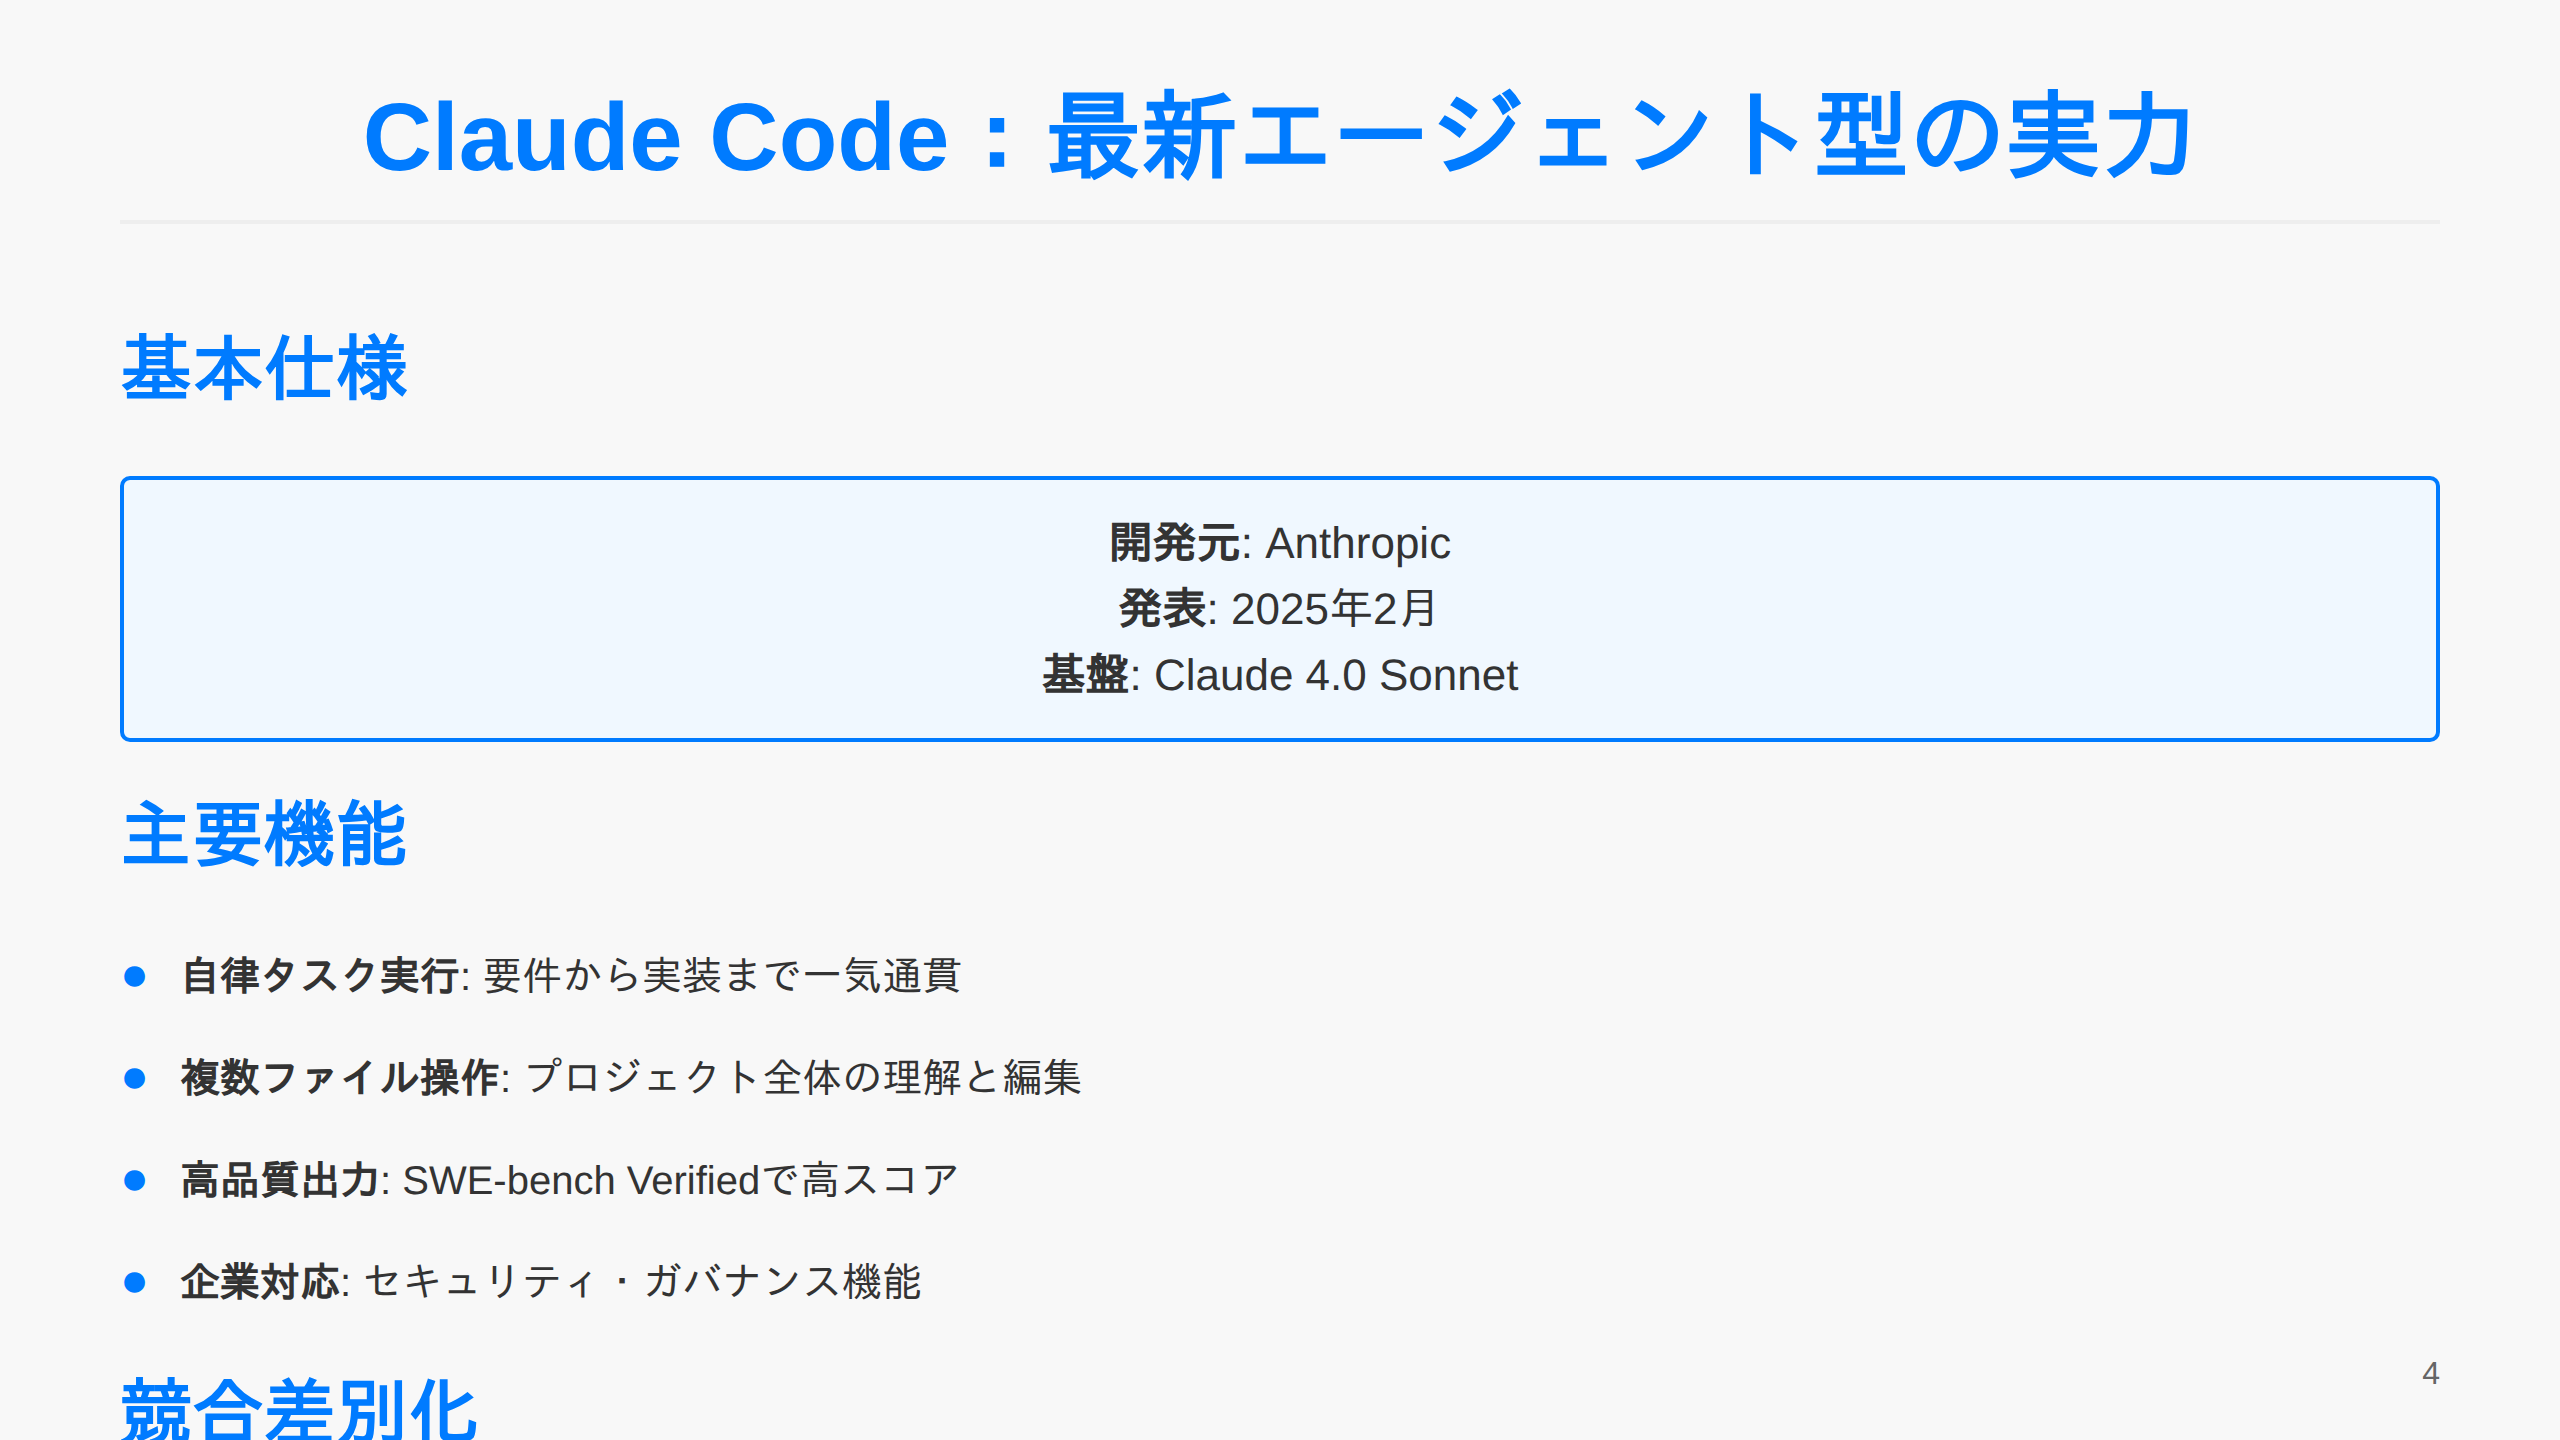 Claude Code：最新エージェント型の実力
基本仕様
開発元: Anthropic
発表: 2025年2月
基盤: Claude 4.0 Sonnet
主要機能
● 自律タスク実行: 要件から実装まで一気通貫
● 複数ファイル操作: プロジェクト全体の理解と編集
● 高品質出力: SWE-bench Verifiedで高スコア
● 企業対応: セキュリティ・ガバナンス機能
競合差別化
4